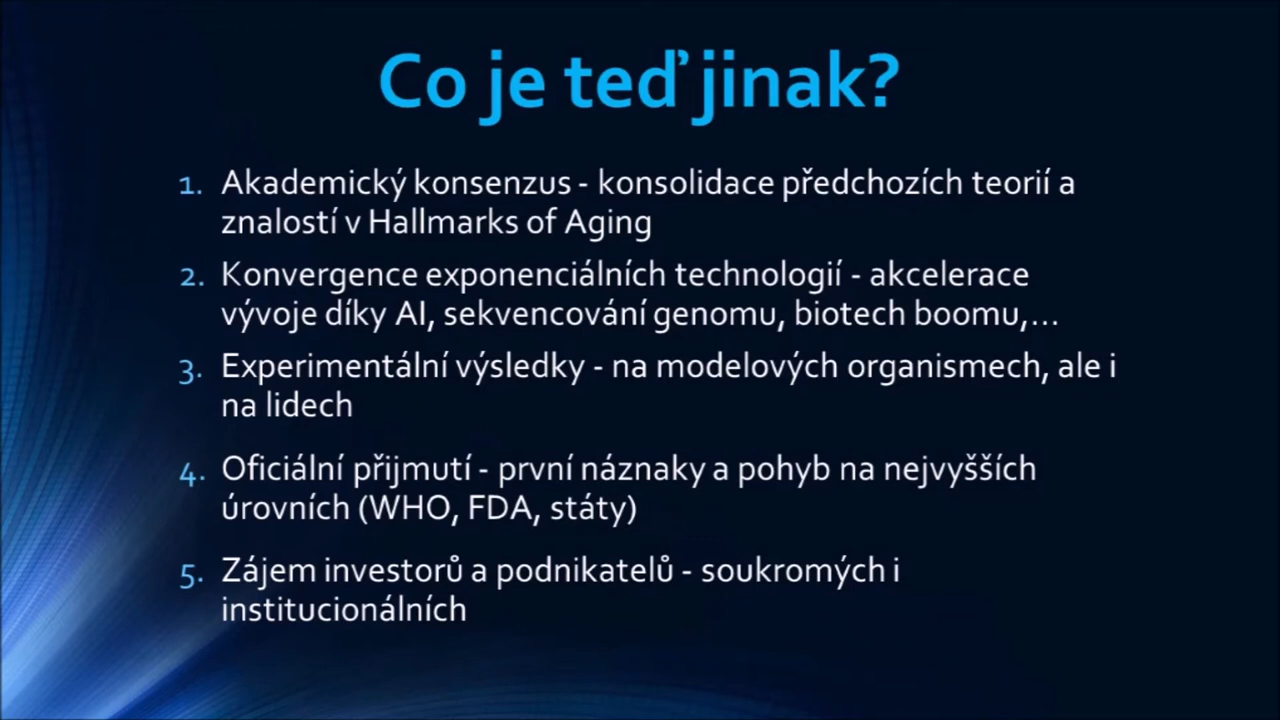 Co je teď jinak?
1. Akademický konsenzus - konsolidace předchozích teorií a
znalostí v Hallmarks of Aging
2. Konvergence exponenciálních technologií - akcelerace
vývoje díky AI, sekvencování genomu, biotech boomu,...
3. Experimentální výsledky - na modelových organismech, ale i
na lidech
4. Oficiální přijmutí - první náznaky a pohyb na nejvyšších
úrovních (WHO, FDA, státy)
5. Zájem investorů a podnikatelů - soukromých i
institucionálních